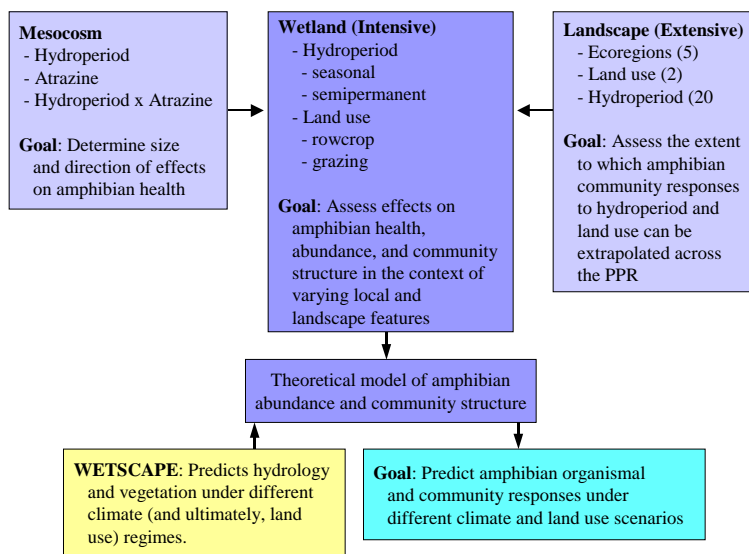 Mesocosm
- Hydroperiod
- Atrazine
- Hydroperiod x Atrazine
Goal: Determine size
and direction of effects
on amphibian health
Wetland (Intensive)
- Hydroperiod
- seasonal
- semipermanent
- Land use
- rowcrop
- grazing
Goal: Assess effects on
amphibian health,
abundance, and community
structure in the context of
varying local and
landscape features
Landscape (Extensive)
- Ecoregions (5)
- Land use (2)
- Hydroperiod (20
Goal: Assess the extent
to which amphibian
community responses
to hydroperiod and
land use can be
extrapolated across
the PPR
Theoretical model of amphibian
abundance and community structure
WETSCAPE: Predicts hydrology
and vegetation under different
climate (and ultimately, land
use) regimes.
Goal: Predict amphibian organismal
and community responses under
different climate and land use scenarios